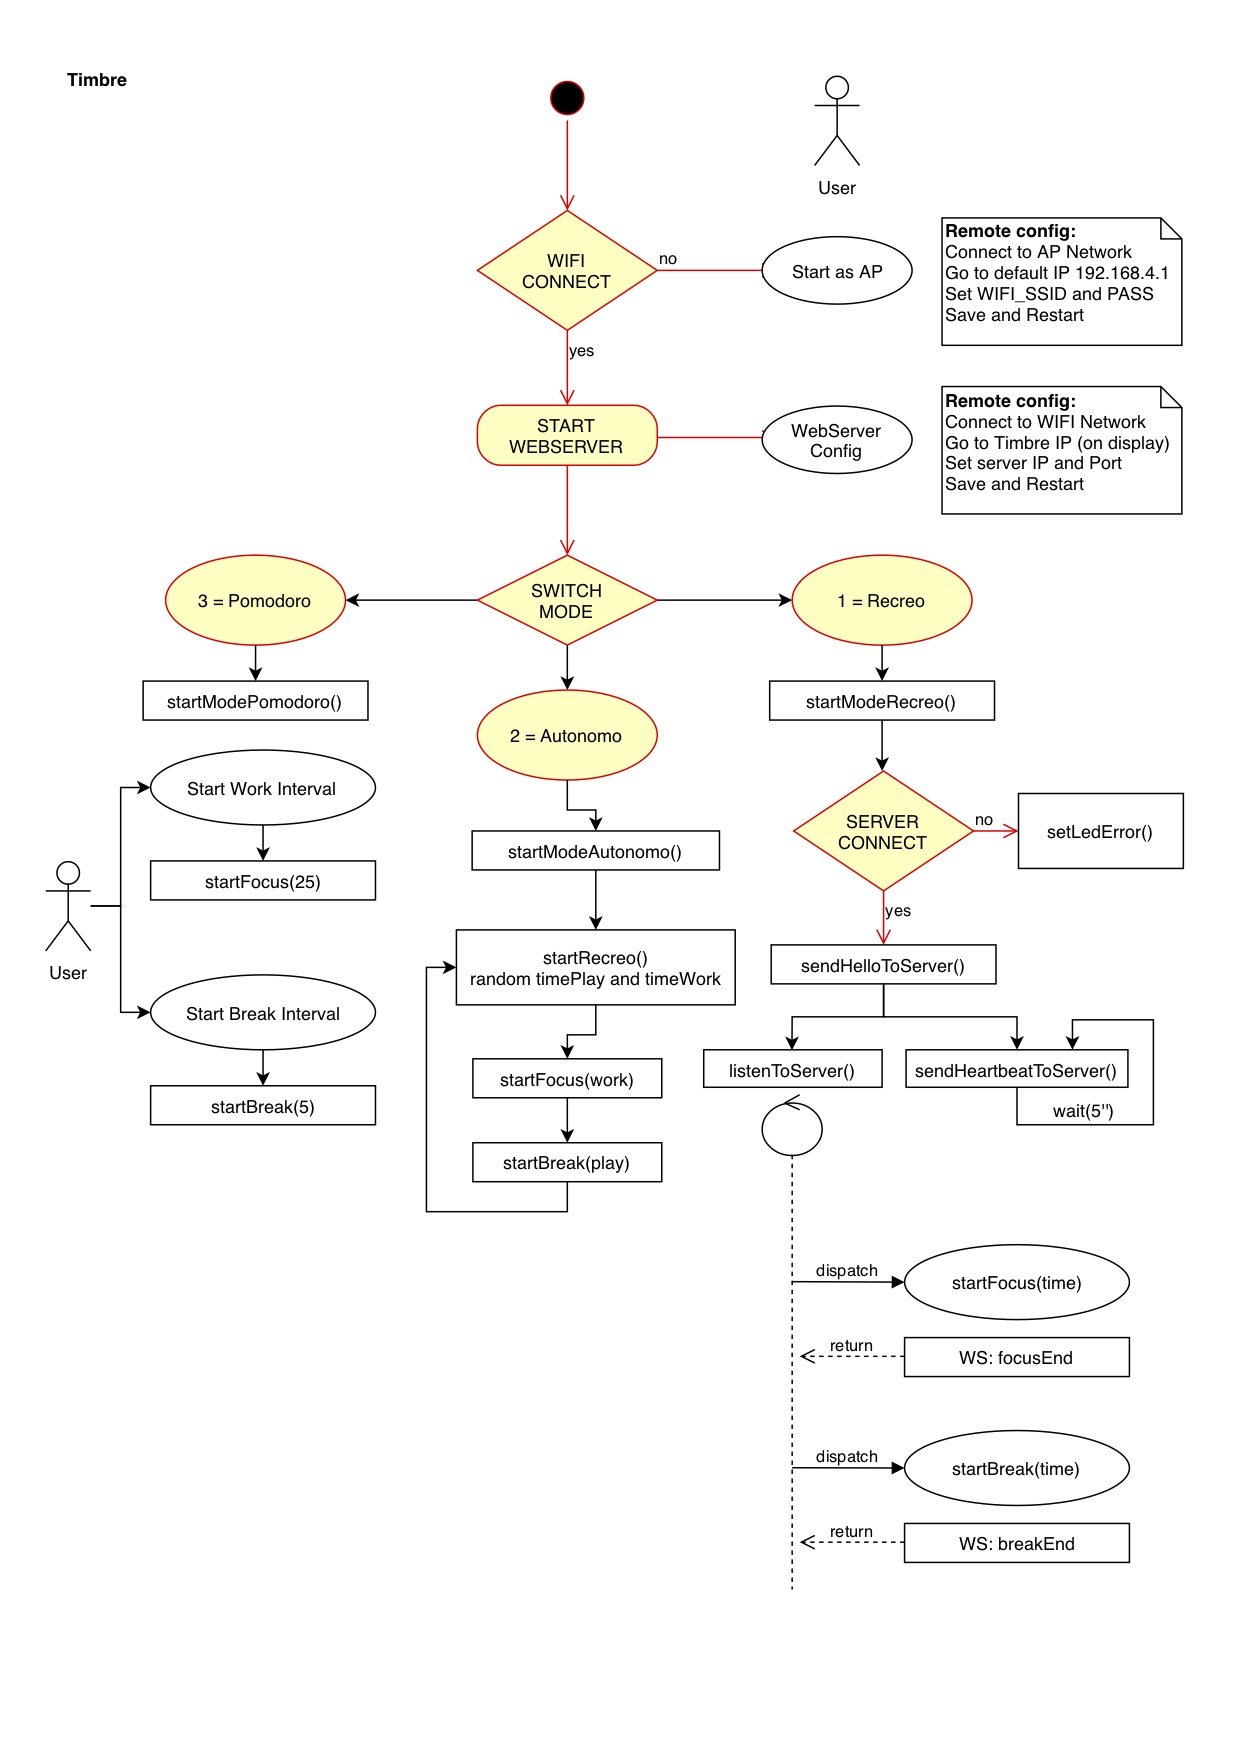 Timbre
User
WIFI
CONNECT
no
Start as AP
Remote config:
Connect to AP Network
Go to default IP 192.168.4.1
Set WIFI_SSID and PASS
Save and Restart
yes
START
WEBSERVER
WebServer
Config
Remote config:
Connect to WIFI Network
Go to Timbre IP (on display)
Set server IP and Port
Save and Restart
3 = Pomodoro
SWITCH
MODE
1 = Recreo
startModePomodoro()
2 = Autonomo
startModeRecreo()
Start Work Interval
startFocus(25)
User
Start Break Interval
startBreak(5)
startModeAutonomo()
startRecreo()
random timePlay and timeWork
startFocus(work)
startBreak(play)
SERVER
CONNECT
no
setLedError()
yes
sendHelloToServer()
listenToServer()
sendHeartbeatToServer()
wait(5")
dispatch
startFocus(time)
return
WS: focusEnd
dispatch
startBreak(time)
return
WS: breakEnd